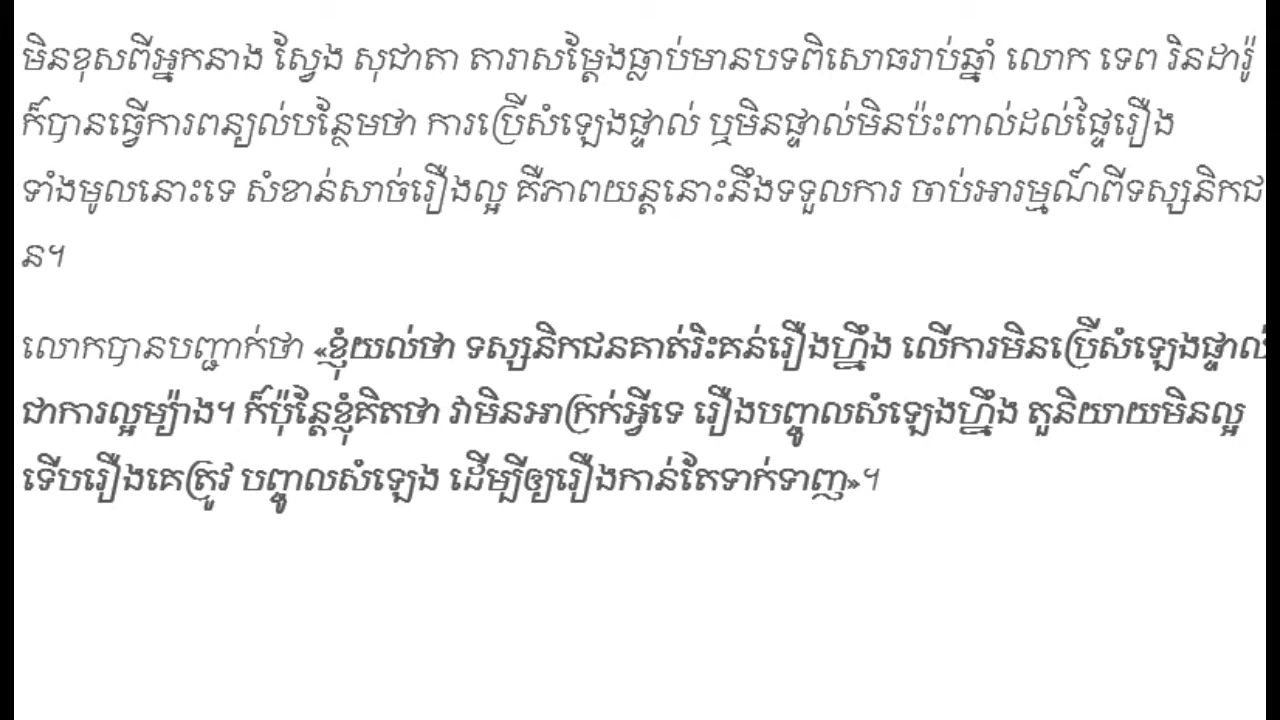 មិនខុសពីអ្នកនាង ស្វែង សុជាតា តារាសម្ដែងធ្លាប់មានបទពិសោធរាប់ឆ្នាំ លោក ទេព រិនដារ៉ូ
ក៏បានធ្វើការពន្យល់បន្ថែមថា ការប្រើសំឡេងផ្ទាល់ ឬមិនផ្ទាល់មិនប៉ះពាល់ដល់ផ្ទៃរឿង
ទាំងមូលនោះទេ សំខាន់សាច់រឿងល្អ គឺភាពយន្តនោះនឹងទទួលការ ចាប់អារម្មណ៍ពីទស្សនិកជ
ន។
លោកបានបញ្ជាក់ថា «ខ្ញុំយល់ថា ទស្សនិកជនគាត់រិះគន់រឿងហ្នឹង លើការមិនប្រើសំឡេងផ្ទាល់
ជាការល្អម្យ៉ាង។ ក៏ប៉ុន្តែខ្ញុំគិតថា វាមិនអាក្រក់អ្វីទេ រឿងបញ្ចូលសំឡេងហ្នឹង តួនិយាយមិនល្អ
ទើបរឿងគេត្រូវ បញ្ចូលសំឡេង ដើម្បីឲ្យរឿងកាន់តែទាក់ទាញ»។